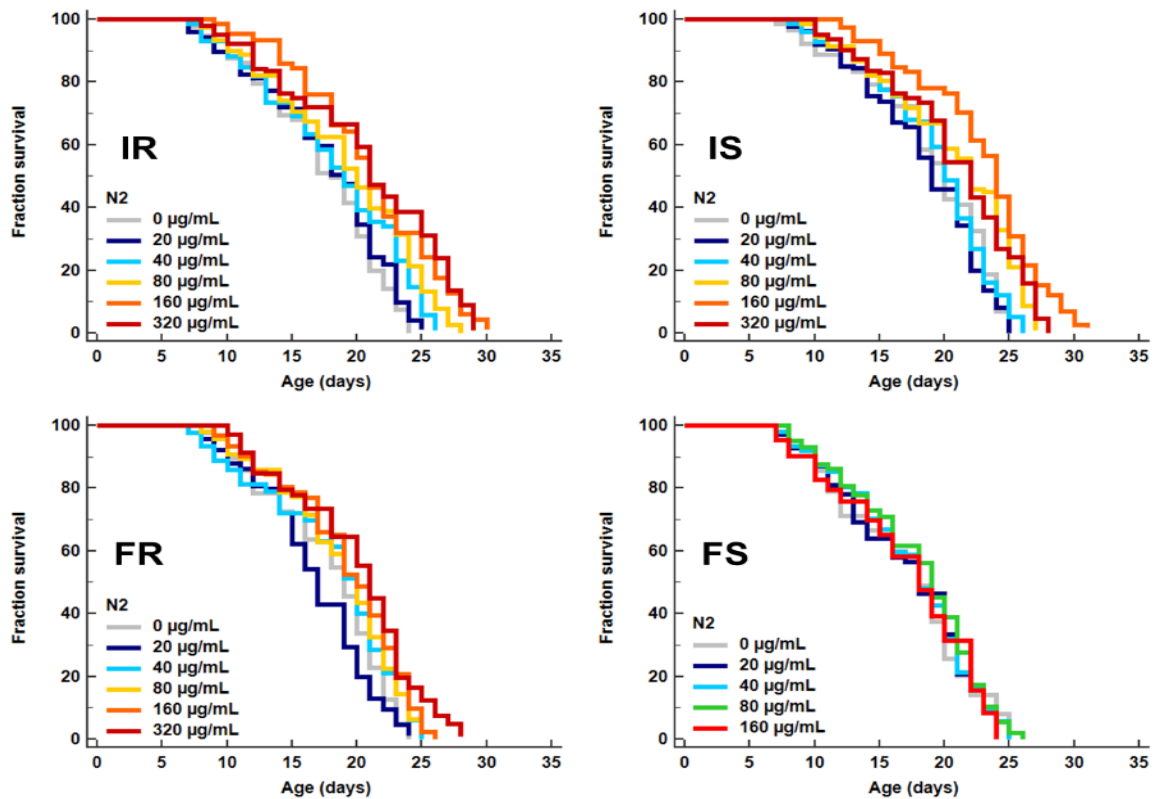 100
80
60
40
20
0
Fraction survival
IR
N2
0 µg/mL
20 µg/mL
40 µg/mL
80 µg/mL
160 µg/mL
320 µg/mL
0 5 10 15 20 25 30 35
Age (days)
100
80
60
40
20
0
Fraction survival
IS
N2
0 µg/mL
20 µg/mL
40 µg/mL
80 µg/mL
160 µg/mL
320 µg/mL
0 5 10 15 20 25 30 35
Age (days)
100
80
60
40
20
0
Fraction survival
FR
N2
0 µg/mL
20 µg/mL
40 µg/mL
80 µg/mL
160 µg/mL
320 µg/mL
0 5 10 15 20 25 30 35
Age (days)
100
80
60
40
20
0
Fraction survival
FS
N2
0 µg/mL
20 µg/mL
40 µg/mL
80 µg/mL
160 µg/mL
0 5 10 15 20 25 30 35
Age (days)